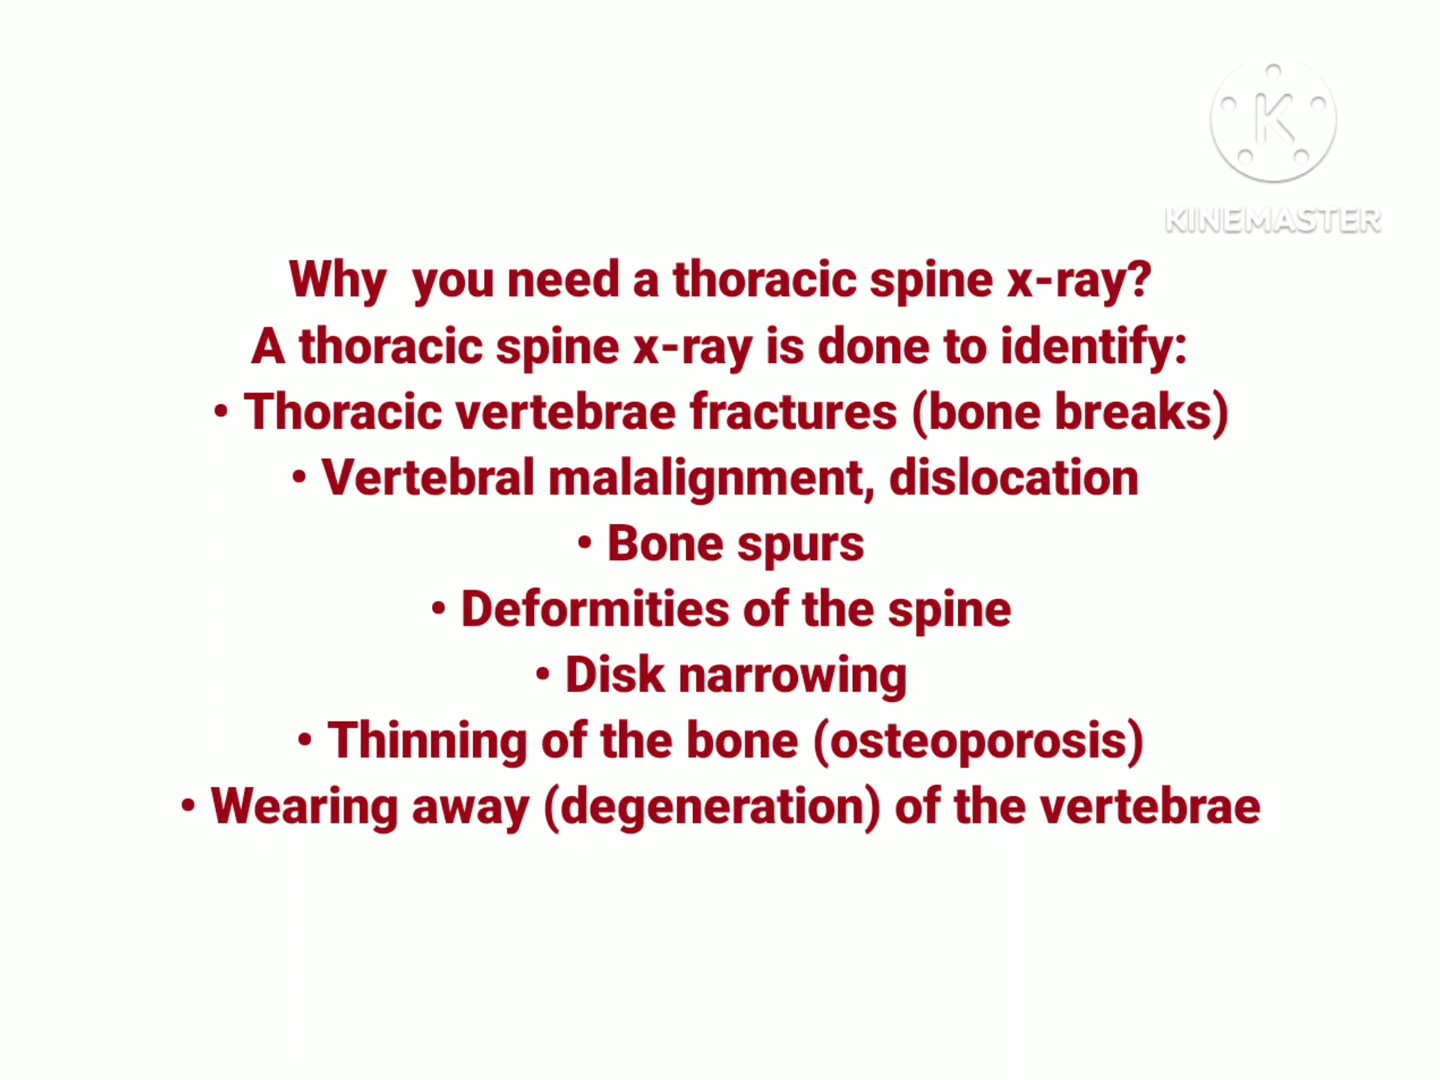 KINEMASTER
Why  you need a thoracic spine x-ray?
A thoracic spine x-ray is done to identify:
• Thoracic vertebrae fractures (bone breaks)
• Vertebral malalignment, dislocation
• Bone spurs
• Deformities of the spine
• Disk narrowing
• Thinning of the bone (osteoporosis)
• Wearing away (degeneration) of the vertebrae